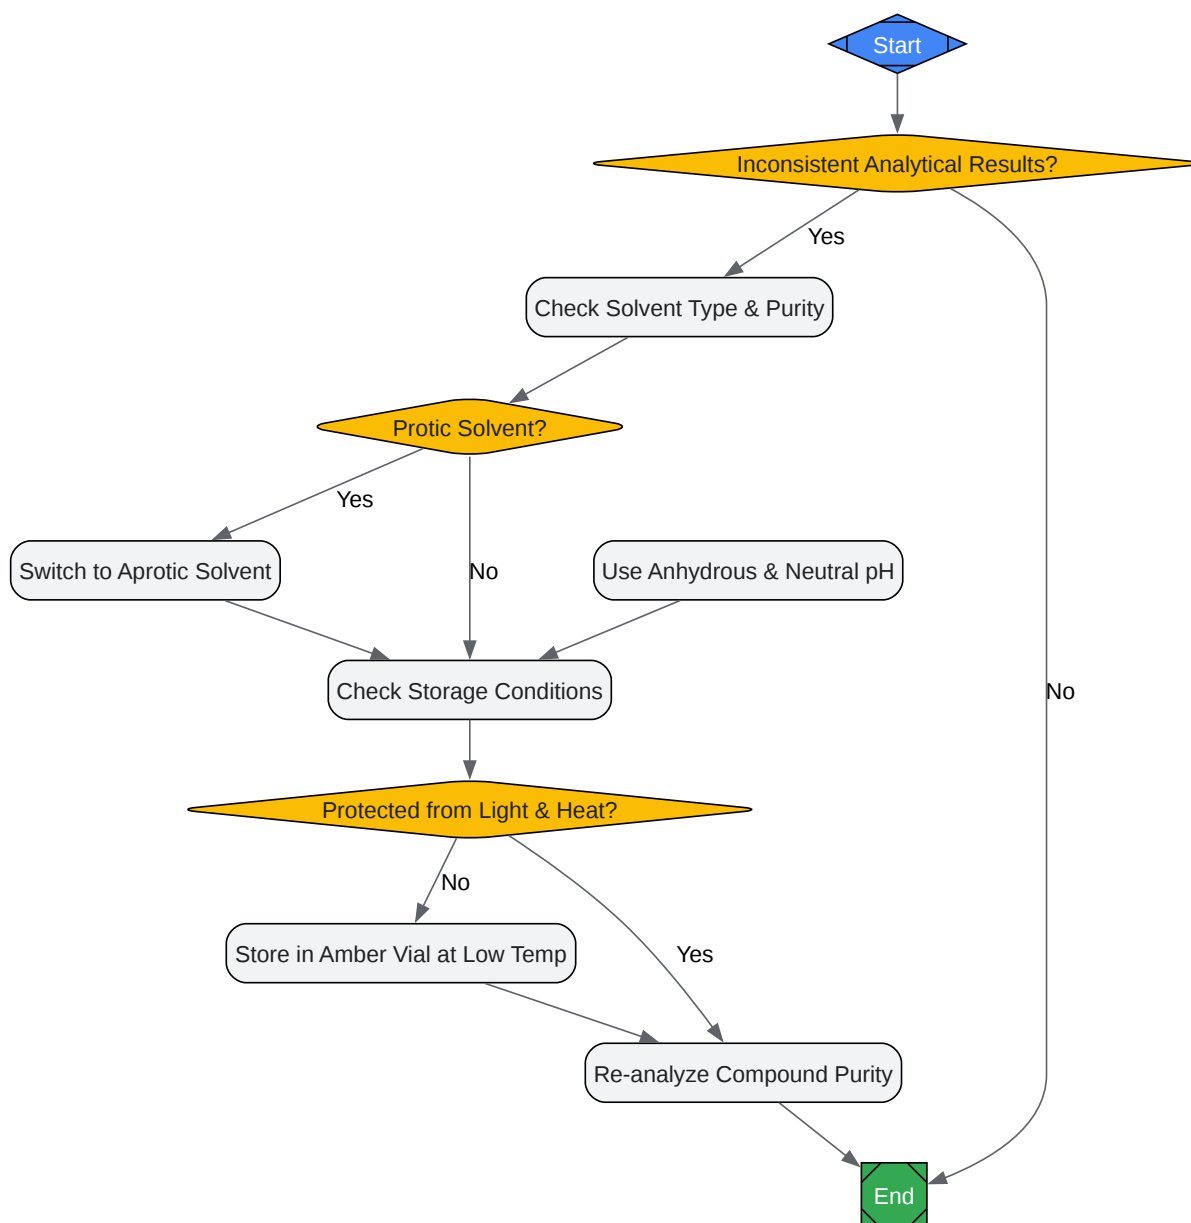 Start
Inconsistent Analytical Results?
Yes
Check Solvent Type & Purity
Protic Solvent?
Yes
Switch to Aprotic Solvent
No
Use Anhydrous & Neutral pH
Check Storage Conditions
No
Protected from Light & Heat?
No
Store in Amber Vial at Low Temp
Yes
Re-analyze Compound Purity
End